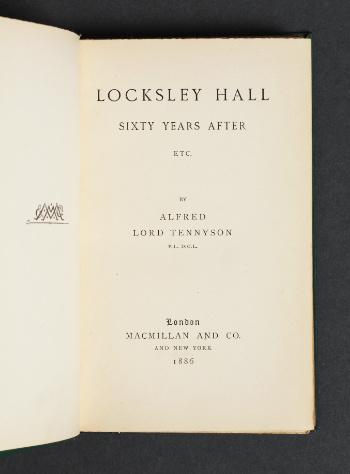 LOCKSLEY HALL
SIXTY YEARS AFTER
ETC.
BY
ALFRED
LORD TENNYSON
P.L., D.C.L.
London
MACMILLAN AND CO.
AND NEW YORK
1886